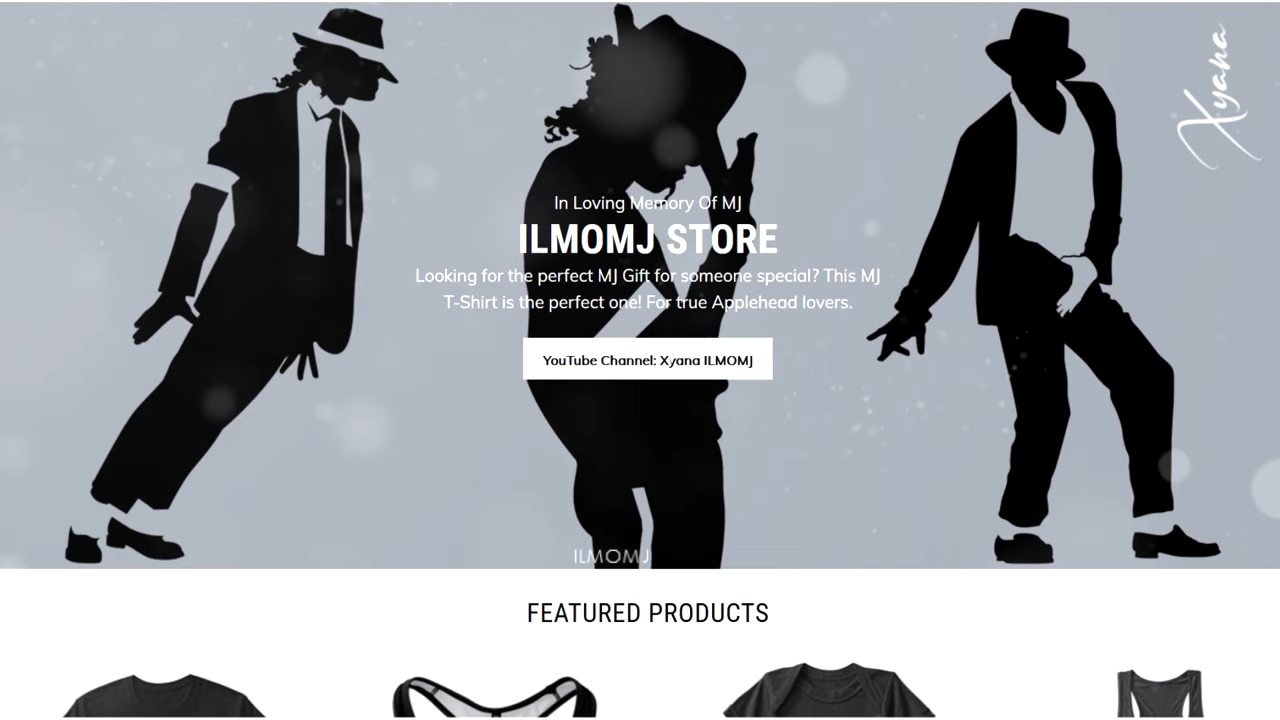 Xyana
In Loving Memory Of MJ
ILMOMJ STORE
Looking for the perfect MJ Gift for someone special? This MJ
T-Shirt is the perfect one! For true Applehead lovers.
YouTube Channel: Xyana ILMOMJ
ILMOMJ
FEATURED PRODUCTS